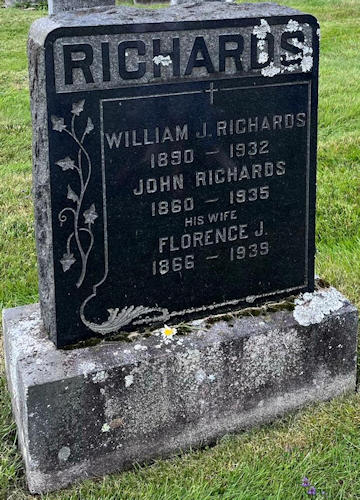 RICHARDS
WILLIAM J. RICHARDS
1890 – 1932
JOHN RICHARDS
1860 – 1935
HIS WIFE
FLORENCE J.
1866 – 1939